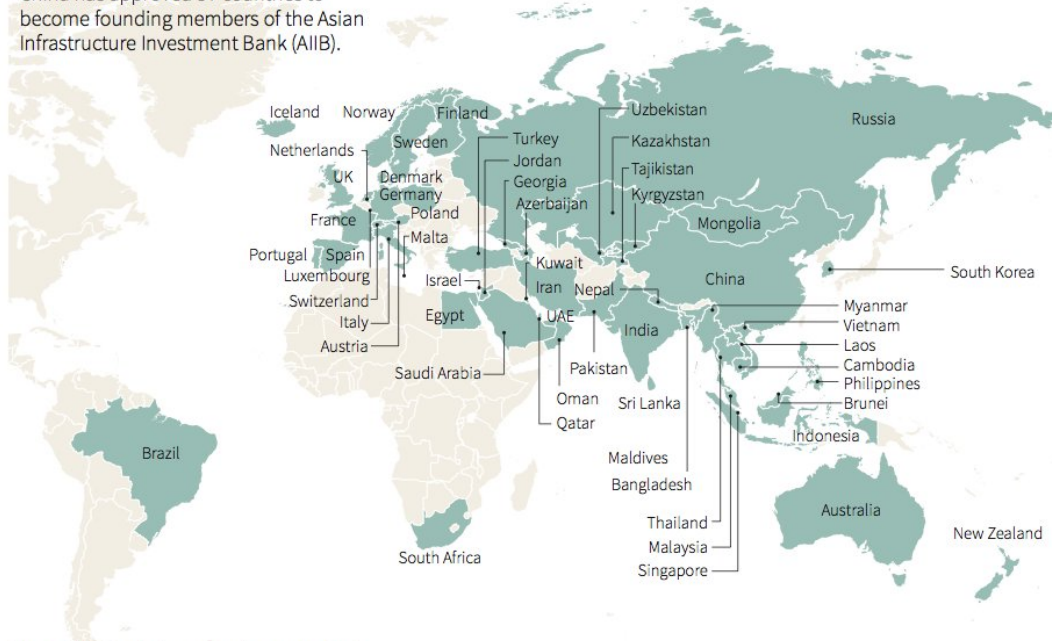 become founding members of the Asian
Infrastructure Investment Bank (AIIB).
Iceland
Norway
Finland
Uzbekistan
Russia
Netherlands
Sweden
Turkey
Kazakhstan
UK
Denmark
Jordan
Tajikistan
Germany
Georgia
Kyrgyzstan
France
Poland
Azerbaijan
Mongolia
Portugal
Spain
Malta
Kuwait
China
South Korea
Luxembourg
Israel
Iran
Nepal
Switzerland
Egypt
UAE
India
Myanmar
Italy
Vietnam
Austria
Laos
Saudi Arabia
Pakistan
Cambodia
Oman
Sri Lanka
Philippines
Qatar
Brunei
Brazil
Indonesia
Maldives
Bangladesh
Australia
Thailand
New Zealand
South Africa
Malaysia
Singapore